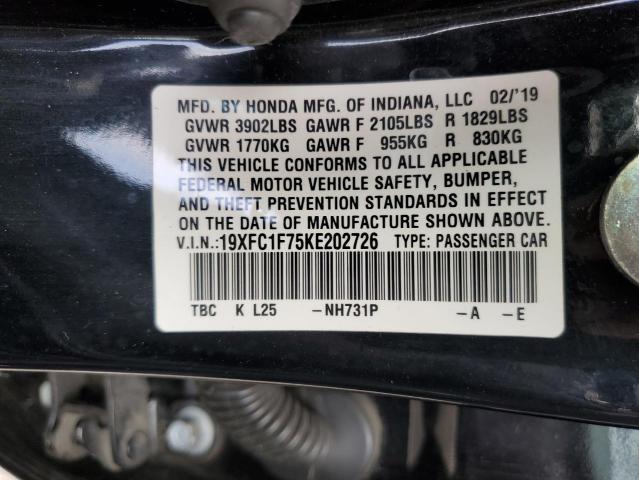 MFD. BY HONDA MFG. OF INDIANA, LLC 02/'19
GVWR 3902LBS GAWR F 2105LBS R 1829LBS
GVWR 1770KG GAWR F 955KG R 830KG
THIS VEHICLE CONFORMS TO ALL APPLICABLE
FEDERAL MOTOR VEHICLE SAFETY, BUMPER,
AND THEFT PREVENTION STANDARDS IN EFFECT
ON THE DATE OF MANUFACTURE SHOWN ABOVE.
V.I.N.:19XFC1F75KE202726 TYPE: PASSENGER CAR
TBC K L25 -NH731P -A -E